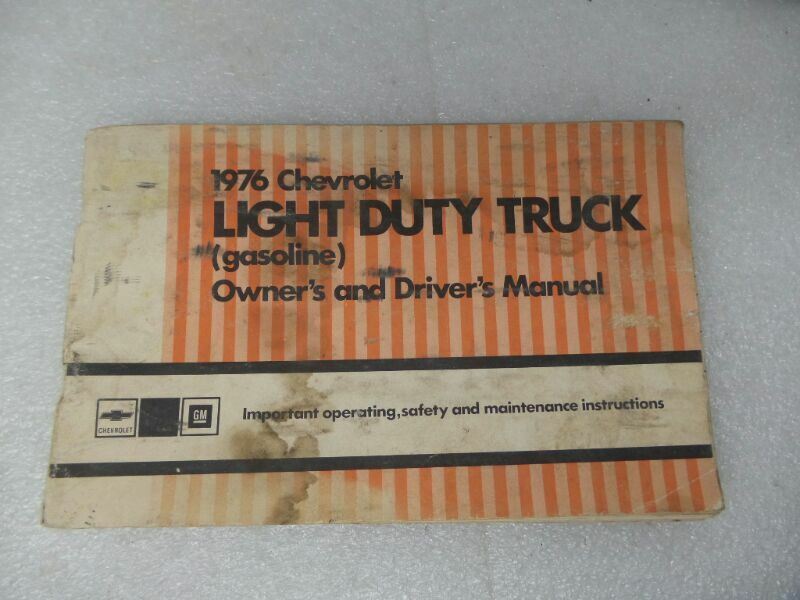 1976 Chevrolet
LIGHT DUTY TRUCK
(gasoline)
Owner's and Driver's Manual
CHEVROLET
GM
Important operating, safety and maintenance instructions